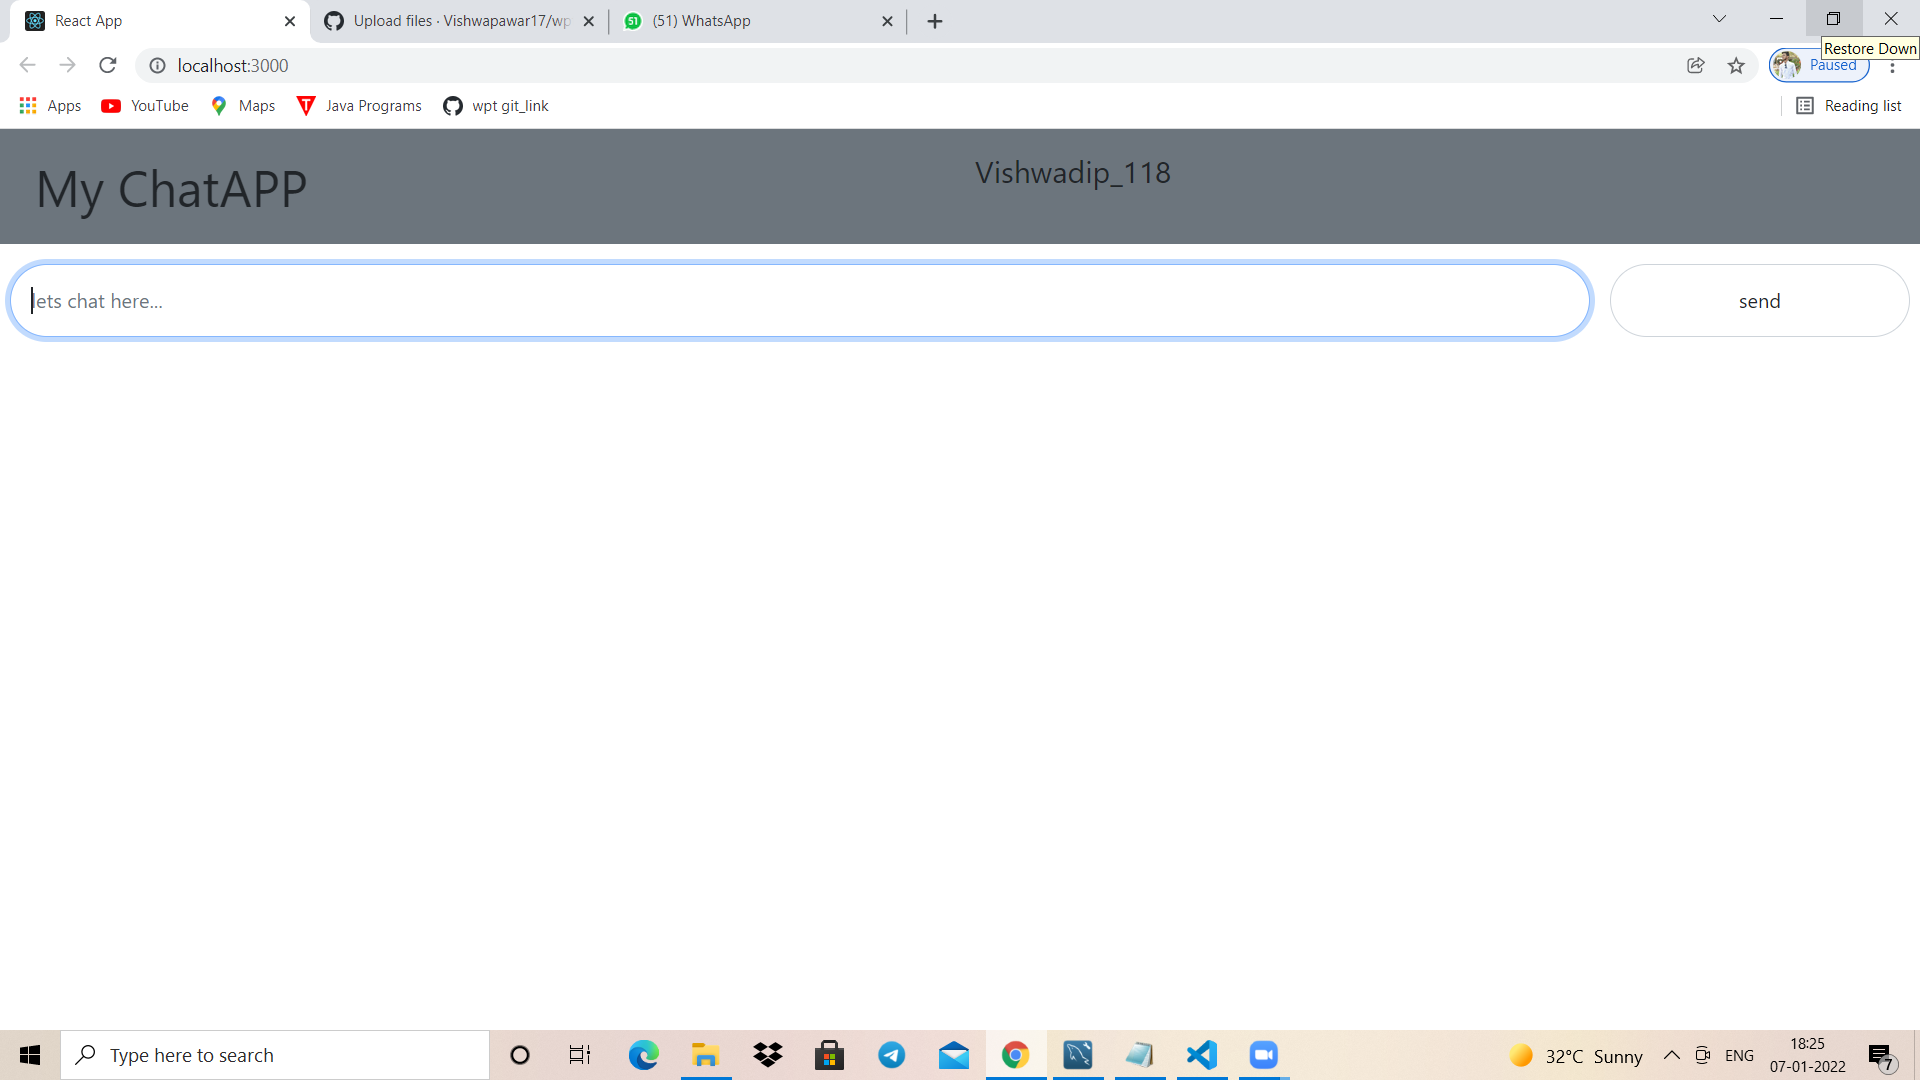 React App
Upload files · Vishwapawar17/wp
51
(51) WhatsApp
Restore Down
localhost:3000
Paused
Apps
YouTube
Maps
T
Java Programs
wpt git_link
Reading list
My ChatAPP
Vishwadip_118
lets chat here...
send
Type here to search
32°C Sunny
ENG
18:25
07-01-2022
7